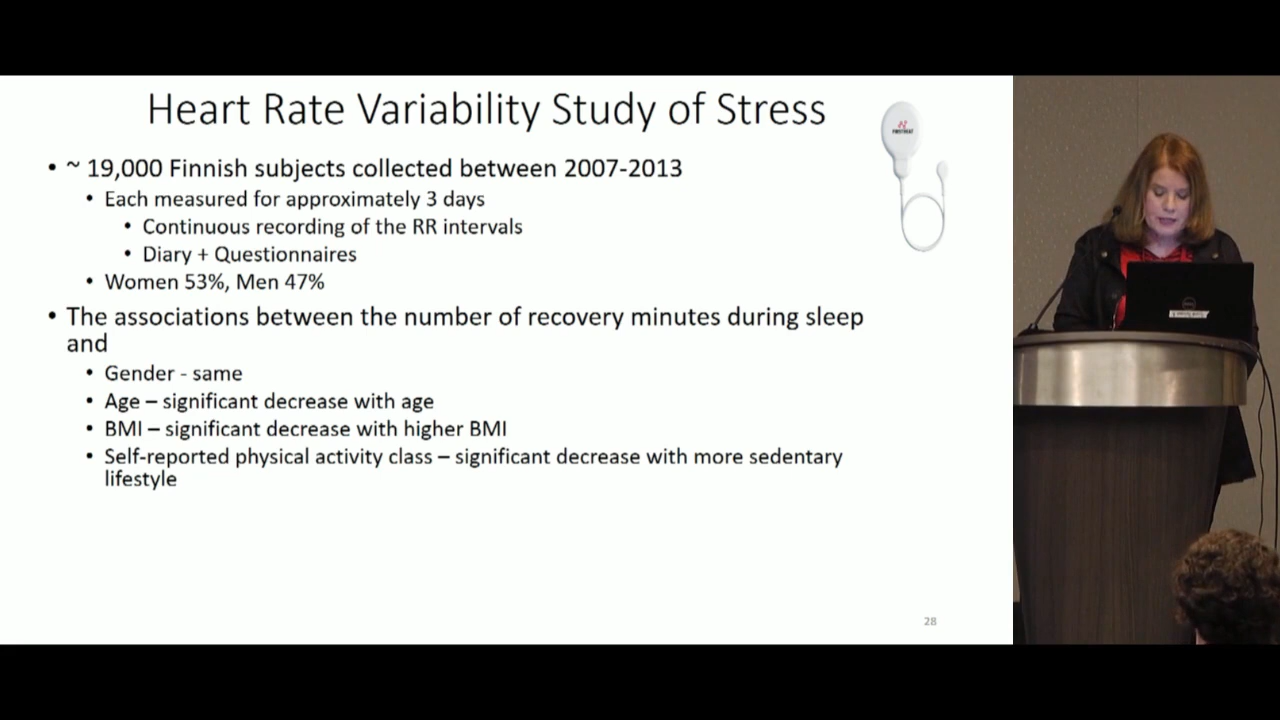 Heart Rate Variability Study of Stress
• ~ 19,000 Finnish subjects collected between 2007-2013
• Each measured for approximately 3 days
• Continuous recording of the RR intervals
• Diary + Questionnaires
• Women 53%, Men 47%
• The associations between the number of recovery minutes during sleep
and
• Gender - same
• Age – significant decrease with age
• BMI – significant decrease with higher BMI
• Self-reported physical activity class – significant decrease with more sedentary
lifestyle
28